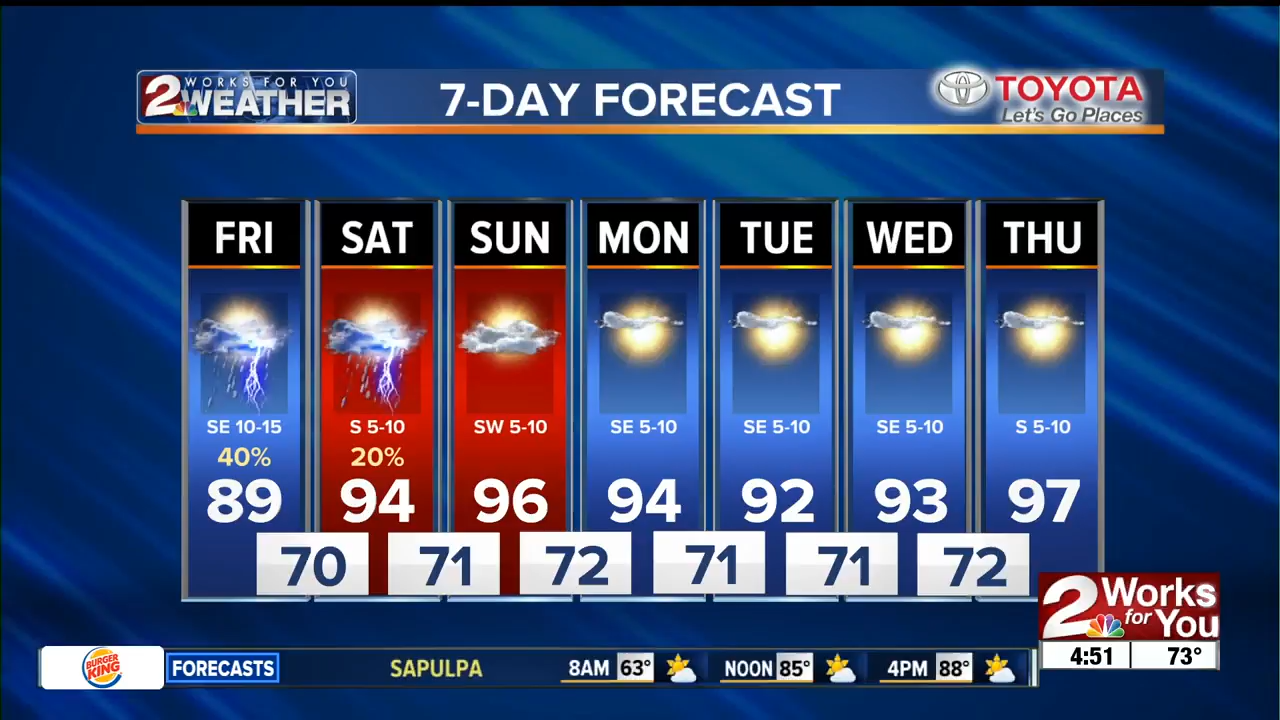 2 WORKS FOR YOU
WEATHER
7-DAY FORECAST
TOYOTA
Let's Go Places
FRI SAT SUN MON TUE WED THU
SE 10-15 S 5-10 SW 5-10 SE 5-10 SE 5-10 SE 5-10 S 5-10
40% 20%
89 94 96 94 92 93 97
70 71 72 71 71 72
2 Works for You
4:51 73°
BURGER KING
FORECASTS SAPULPA 8AM 63° NOON 85° 4PM 88°